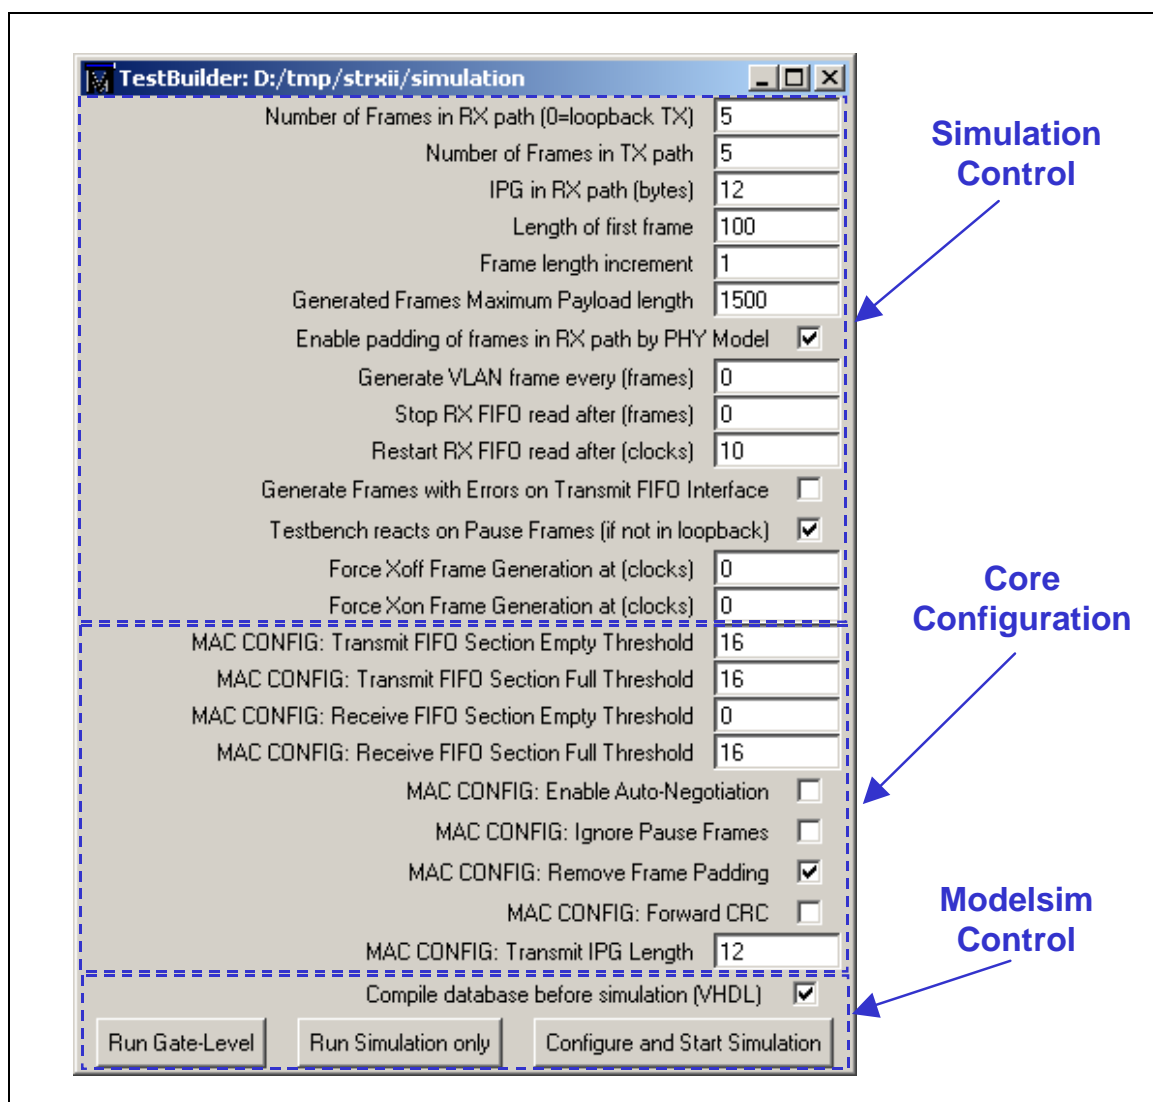 TestBuilder: D:/tmp/strxii/simulation
Number of Frames in RX path (0=loopback TX) 5
Number of Frames in TX path 5
IPG in RX path (bytes) 12
Length of first frame 100
Frame length increment 1
Generated Frames Maximum Payload length 1500
Enable padding of frames in RX path by PHY Model
Generate VLAN frame every (frames) 0
Stop RX FIFO read after (frames) 0
Restart RX FIFO read after (clocks) 10
Generate Frames with Errors on Transmit FIFO Interface
Testbench reacts on Pause Frames (if not in loopback)
Force Xoff Frame Generation at (clocks) 0
Force Xon Frame Generation at (clocks) 0
MAC CONFIG: Transmit FIFO Section Empty Threshold 16
MAC CONFIG: Transmit FIFO Section Full Threshold 16
MAC CONFIG: Receive FIFO Section Empty Threshold 0
MAC CONFIG: Receive FIFO Section Full Threshold 16
MAC CONFIG: Enable Auto-Negotiation
MAC CONFIG: Ignore Pause Frames
MAC CONFIG: Remove Frame Padding
MAC CONFIG: Forward CRC
MAC CONFIG: Transmit IPG Length 12
Compile database before simulation (VHDL)
Run Gate-Level Run Simulation only Configure and Start Simulation
Simulation
Control
Core
Configuration
Modelsim
Control